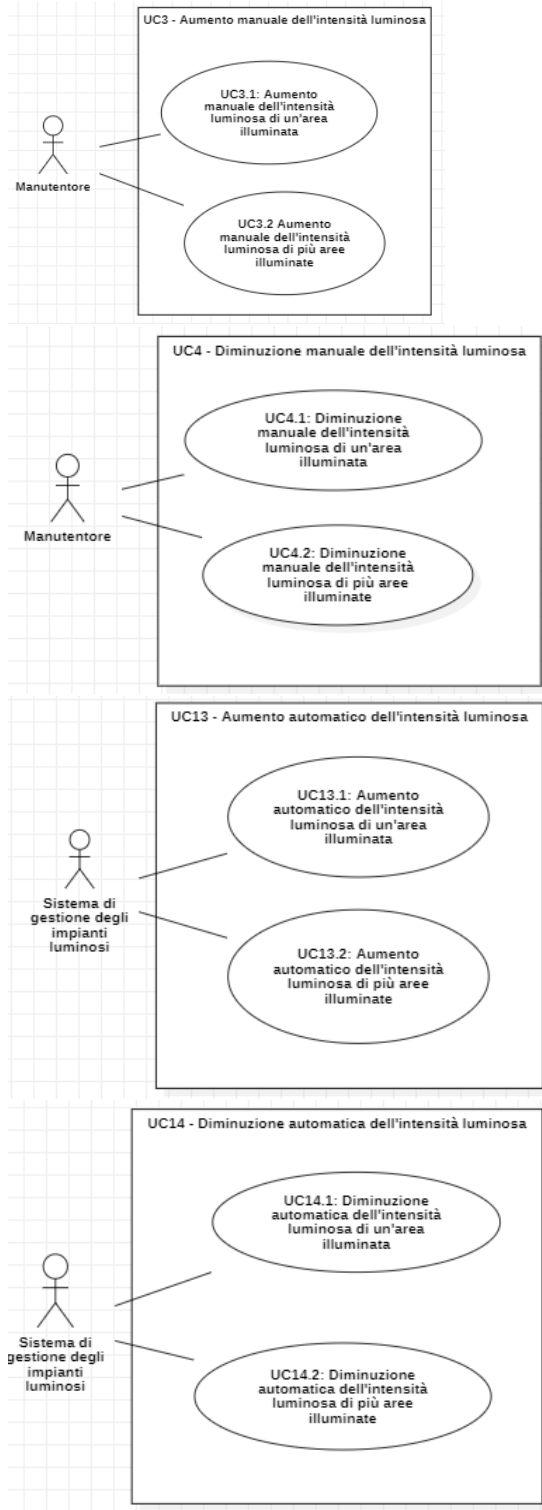 UC3 - Aumento manuale dell'intensità luminosa
UC3.1: Aumento
manuale dell'intensità
luminosa di un'area
illuminata
Manutentore
UC3.2 Aumento
manuale dell'intensità
luminosa di più aree
illuminate
UC4 - Diminuzione manuale dell'intensità luminosa
UC4.1: Diminuzione
manuale dell'intensità
luminosa di un'area
illuminata
Manutentore
UC4.2: Diminuzione
manuale dell'intensità
luminosa di più aree
illuminate
UC13 - Aumento automatico dell'intensità luminosa
UC13.1: Aumento
automatico dell'intensità
luminosa di un'area
illuminata
Sistema di
gestione degli
impianti
luminosi
UC13.2: Aumento
automatico dell'intensità
luminosa di più aree
illuminate
UC14 - Diminuzione automatica dell'intensità luminosa
UC14.1: Diminuzione
automatica dell'intensità
luminosa di un'area
illuminata
Sistema di
gestione degli
impianti
luminosi
UC14.2: Diminuzione
automatica dell'intensità
luminosa di più aree
illuminate